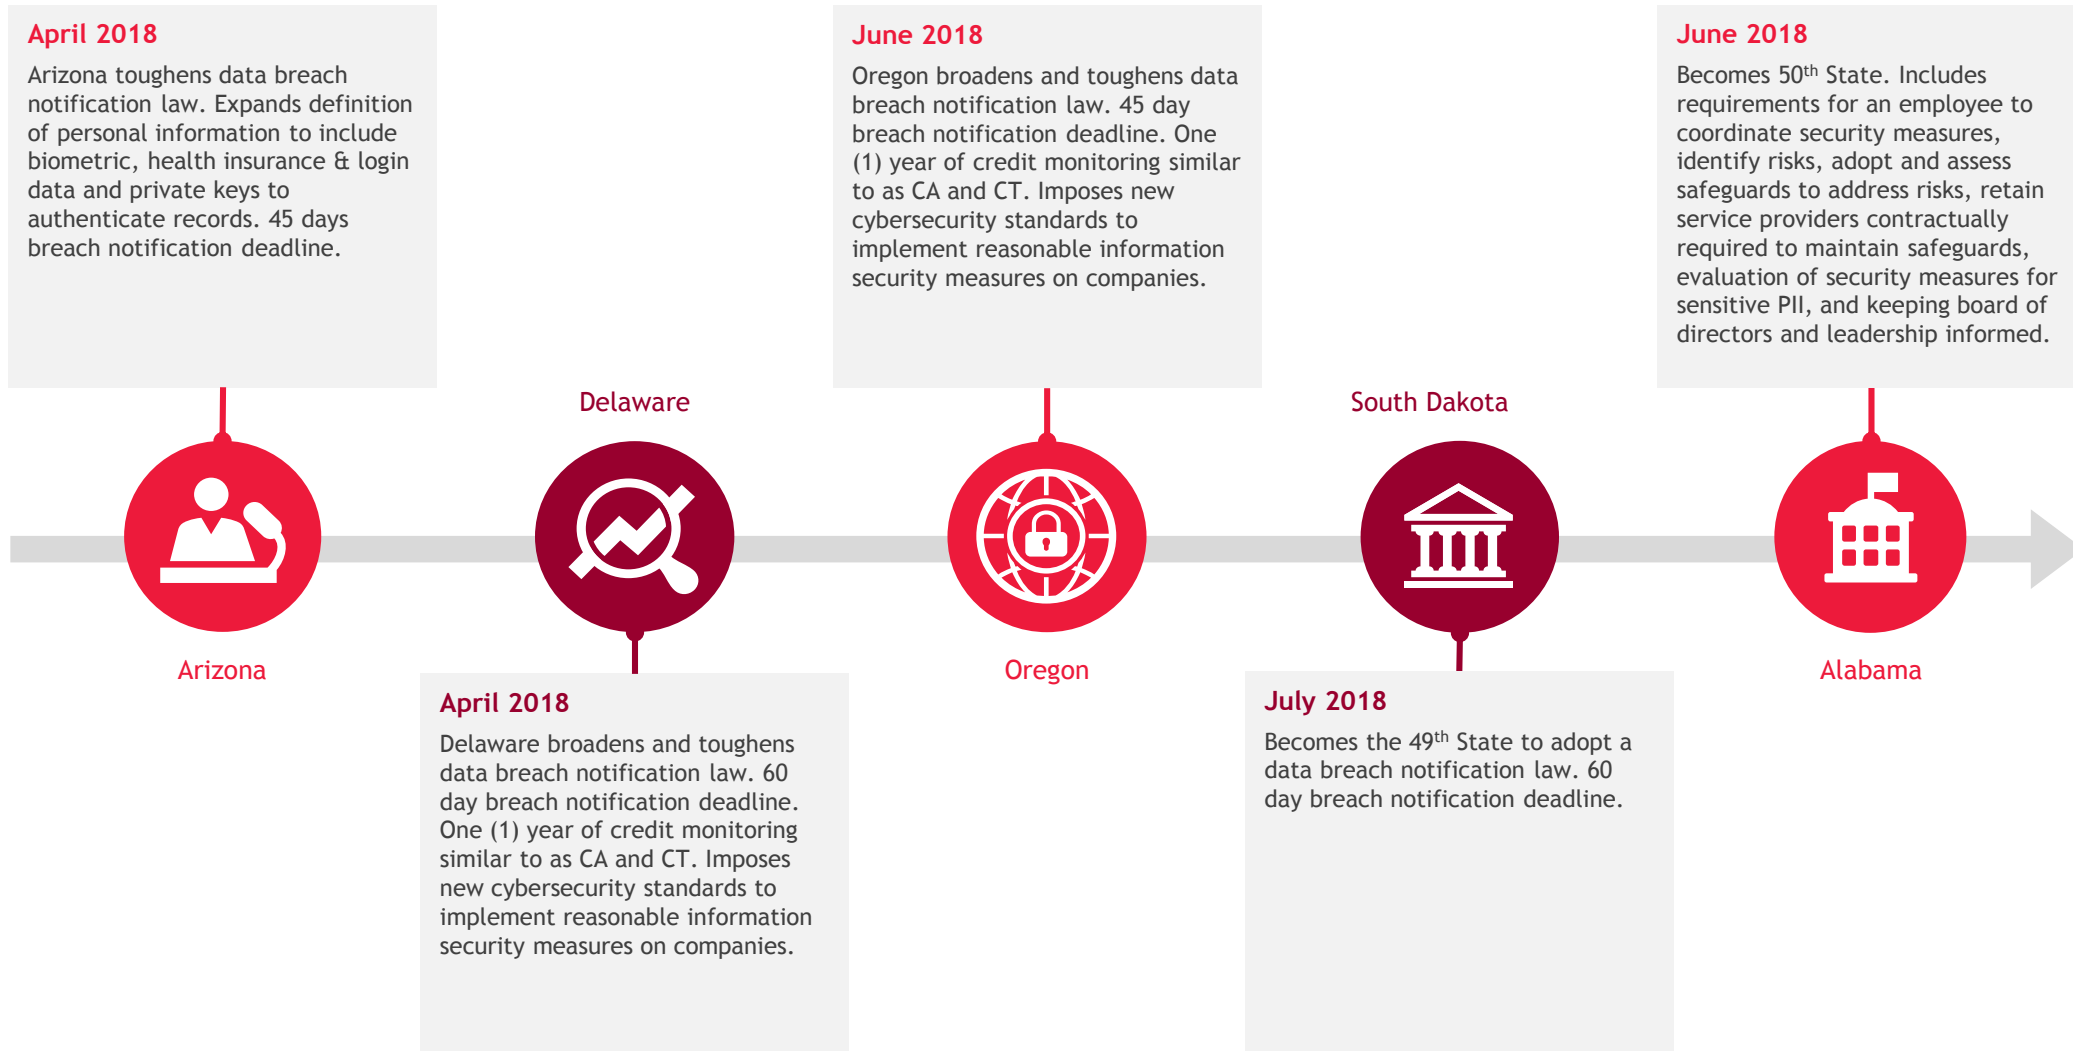 April 2018
Arizona toughens data breach
notification law. Expands definition
of personal information to include
biometric, health insurance & login
data and private keys to
authenticate records. 45 days
breach notification deadline.
Arizona
Delaware
April 2018
Delaware broadens and toughens
data breach notification law. 60
day breach notification deadline.
One (1) year of credit monitoring
similar to as CA and CT. Imposes
new cybersecurity standards to
implement reasonable information
security measures on companies.
June 2018
Oregon broadens and toughens data
breach notification law. 45 day
breach notification deadline. One
(1) year of credit monitoring similar
to as CA and CT. Imposes new
cybersecurity standards to
implement reasonable information
security measures on companies.
Oregon
South Dakota
July 2018
Becomes the 49th State to adopt a
data breach notification law. 60
day breach notification deadline.
June 2018
Becomes 50th State. Includes
requirements for an employee to
coordinate security measures,
identify risks, adopt and assess
safeguards to address risks, retain
service providers contractually
required to maintain safeguards,
evaluation of security measures for
sensitive PII, and keeping board of
directors and leadership informed.
Alabama